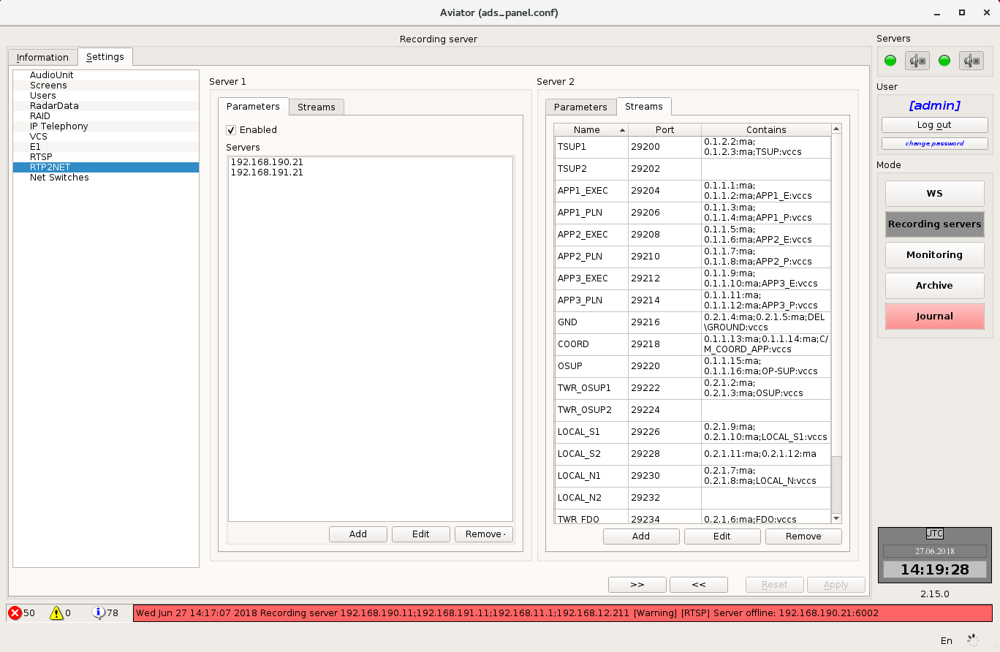 Aviator (ads_panel.conf)
Recording server
Information
Settings
AudioUnit
Screens
Users
RadarData
RAID
IP Telephony
VCS
E1
RTSP
RTP2NET
Net Switches
Server 1
Parameters
Streams
Enabled
Servers
192.168.190.21
192.168.191.21
Add
Edit
Remove
Server 2
Parameters
Streams
Name Port Contains
TSUP1 29200 0.1.2.2:ma;
0.1.2.3:ma;TSUP:vccs
TSUP2 29202
APP1_EXEC 29204 0.1.1.1:ma;
0.1.1.2:ma;APP1_E:vccs
APP1_PLN 29206 0.1.1.3:ma;
0.1.1.4:ma;APP1_P:vccs
APP2_EXEC 29208 0.1.1.5:ma;
0.1.1.6:ma;APP2_E:vccs
APP2_PLN 29210 0.1.1.7:ma;
0.1.1.8:ma;APP2_P:vccs
APP3_EXEC 29212 0.1.1.9:ma;
0.1.1.10:ma;APP3_E:vccs
APP3_PLN 29214 0.1.1.11:ma;
0.1.1.12:ma;APP3_P:vccs
GND 29216 0.2.1.4:ma;0.2.1.5:ma;DEL
\GROUND:vccs
COORD 29218 0.1.1.13:ma;0.1.1.14:ma;C/
M_COORD_APP:vccs
OSUP 29220 0.1.1.15:ma;
0.1.1.16:ma;OP-SUP:vccs
TWR_OSUP1 29222 0.2.1.2:ma;
0.2.1.3:ma;OSUP:vccs
TWR_OSUP2 29224
LOCAL_S1 29226 0.2.1.9:ma;
0.2.1.10:ma;LOCAL_S1:vccs
LOCAL_S2 29228 0.2.1.11:ma;0.2.1.12:ma
LOCAL_N1 29230 0.2.1.7:ma;
0.2.1.8:ma;LOCAL_N:vccs
LOCAL_N2 29232
TWR_FDO 29234 0.2.1.6:ma;FDO:vccs
Add
Edit
Remove
>>
<<
Reset
Apply
Servers
User
[admin]
Log out
change password
Mode
WS
Recording servers
Monitoring
Archive
Journal
UTC
27.06.2018
14:19:28
2.15.0
50
0
78
Wed Jun 27 14:17:07 2018 Recording server 192.168.190.11;192.168.191.11;192.168.11.1;192.168.12.211 [Warning] [RTSP] Server offline: 192.168.190.21:6002
En